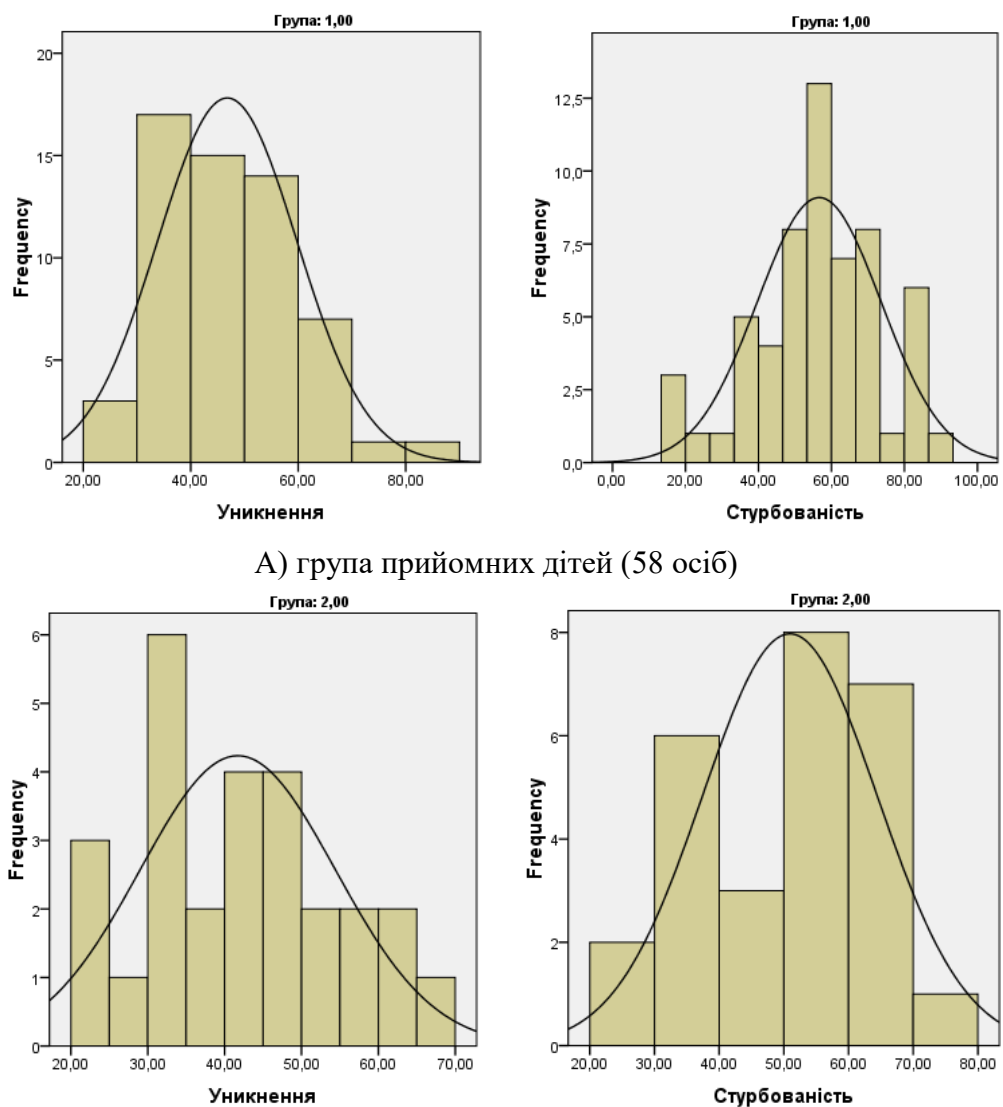 Група: 1,00
20
15
10
5
0
Frequency
20,00 40,00 60,00 80,00
Уникнення
Група: 1,00
12,5
10,0
7,5
5,0
2,5
0,0
Frequency
0,00 20,00 40,00 60,00 80,00 100,00
Стурбованість
А) група прийомних дітей (58 осіб)
Група: 2,00
6
5
4
3
2
1
0
Frequency
20,00 30,00 40,00 50,00 60,00 70,00
Уникнення
Група: 2,00
8
6
4
2
0
Frequency
20,00 30,00 40,00 50,00 60,00 70,00 80,00
Стурбованість